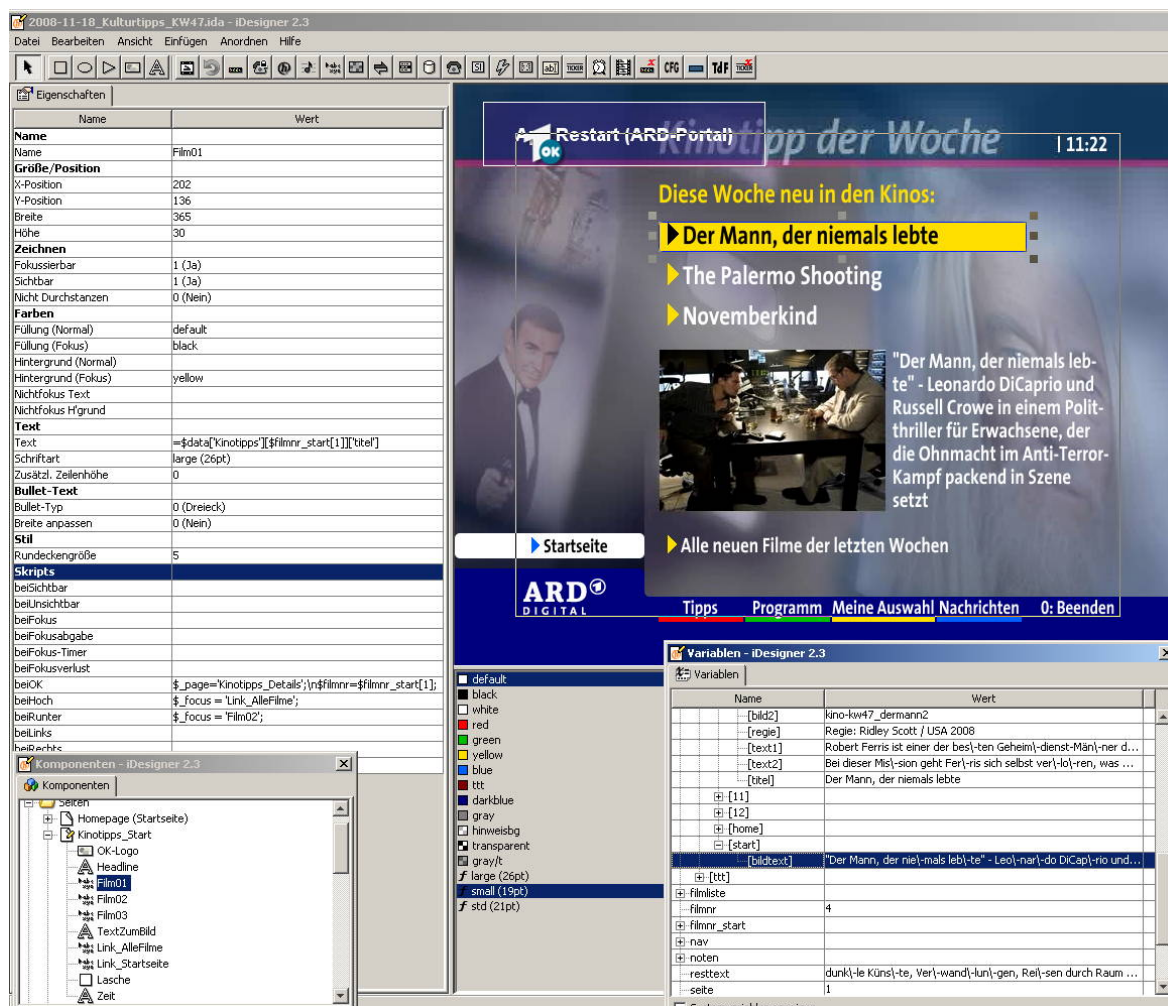 2008-11-18_Kulturtipps_KW47.ida - iDesigner 2.3
Datei Bearbeiten Ansicht Einfügen Anordnen Hilfe
CFG TdF
Eigenschaften
Name Wert
Name
Name Film01
Größe/Position
X-Position 202
Y-Position 136
Breite 365
Höhe 30
Zeichnen
Fokussierbar 1 (Ja)
Sichtbar 1 (Ja)
Nicht Durchstanzen 0 (Nein)
Farben
Füllung (Normal) default
Füllung (Fokus) black
Hintergrund (Normal)
Hintergrund (Fokus) yellow
Nichtfokus Text
Nichtfokus H'grund
Text
Text =$data['Kinotipps'][$filmnr_start[1]]['titel']
Schriftart large (26pt)
Zusätzl. Zeilenhöhe 0
Bullet-Text
Bullet-Typ 0 (Dreieck)
Breite anpassen 0 (Nein)
Stil
Rundeckengröße 5
Skripts
beiSichtbar
beiUnsichtbar
beiFokus
beiFokusabgabe
beiFokus-Timer
beiFokusverlust
beiOK $_page='Kinotipps_Details';\n$filmnr=$filmnr_start[1];
beiHoch $_focus = 'Link_AlleFilme';
beiRunter $_focus = 'Film02';
beiLinks
beiRechts
Komponenten - iDesigner 2.3
Komponenten
Seiten
Homepage (Startseite)
Kinotipps_Start
OK-Logo
Headline
Film01
Film02
Film03
TextZumBild
Link_AlleFilme
Link_Startseite
Lasche
Zeit
Restart (ARD-Portal)
OK
Kinotipp der Woche
11:22
Diese Woche neu in den Kinos:
Der Mann, der niemals lebte
The Palermo Shooting
Novemberkind
"Der Mann, der niemals leb-
te" - Leonardo DiCaprio und
Russell Crowe in einem Polit-
thriller für Erwachsene, der
die Ohnmacht im Anti-Terror-
Kampf packend in Szene
setzt
Startseite
Alle neuen Filme der letzten Wochen
ARD 1
DIGITAL
Tipps Programm Meine Auswahl Nachrichten 0: Beenden
default
black
white
red
green
yellow
blue
ttt
darkblue
gray
hinweisbg
transparent
gray/t
large (26pt)
small (19pt)
std (21pt)
Variablen - iDesigner 2.3
Variablen
Name Wert
[bild2] kino-kw47_dermann2
[regie] Regie: Ridley Scott / USA 2008
[text1] Robert Ferris ist einer der bes\-ten Geheim\-dienst-Män\-ner d...
[text2] Bei dieser Mis\-sion geht Fer\-ris sich selbst ver\-lo\-ren, was ...
[titel] Der Mann, der niemals lebte
[11]
[12]
[home]
[start]
[bildtext] "Der Mann, der nie\-mals leb\-te" - Leo\-nar\-do DiCap\-rio und...
[ttt]
filmliste
filmnr 4
filmnr_start
nav
noten
resttext dunk\-le Küns\-te, Ver\-wand\-lun\-gen, Rei\-sen durch Raum ...
seite 1